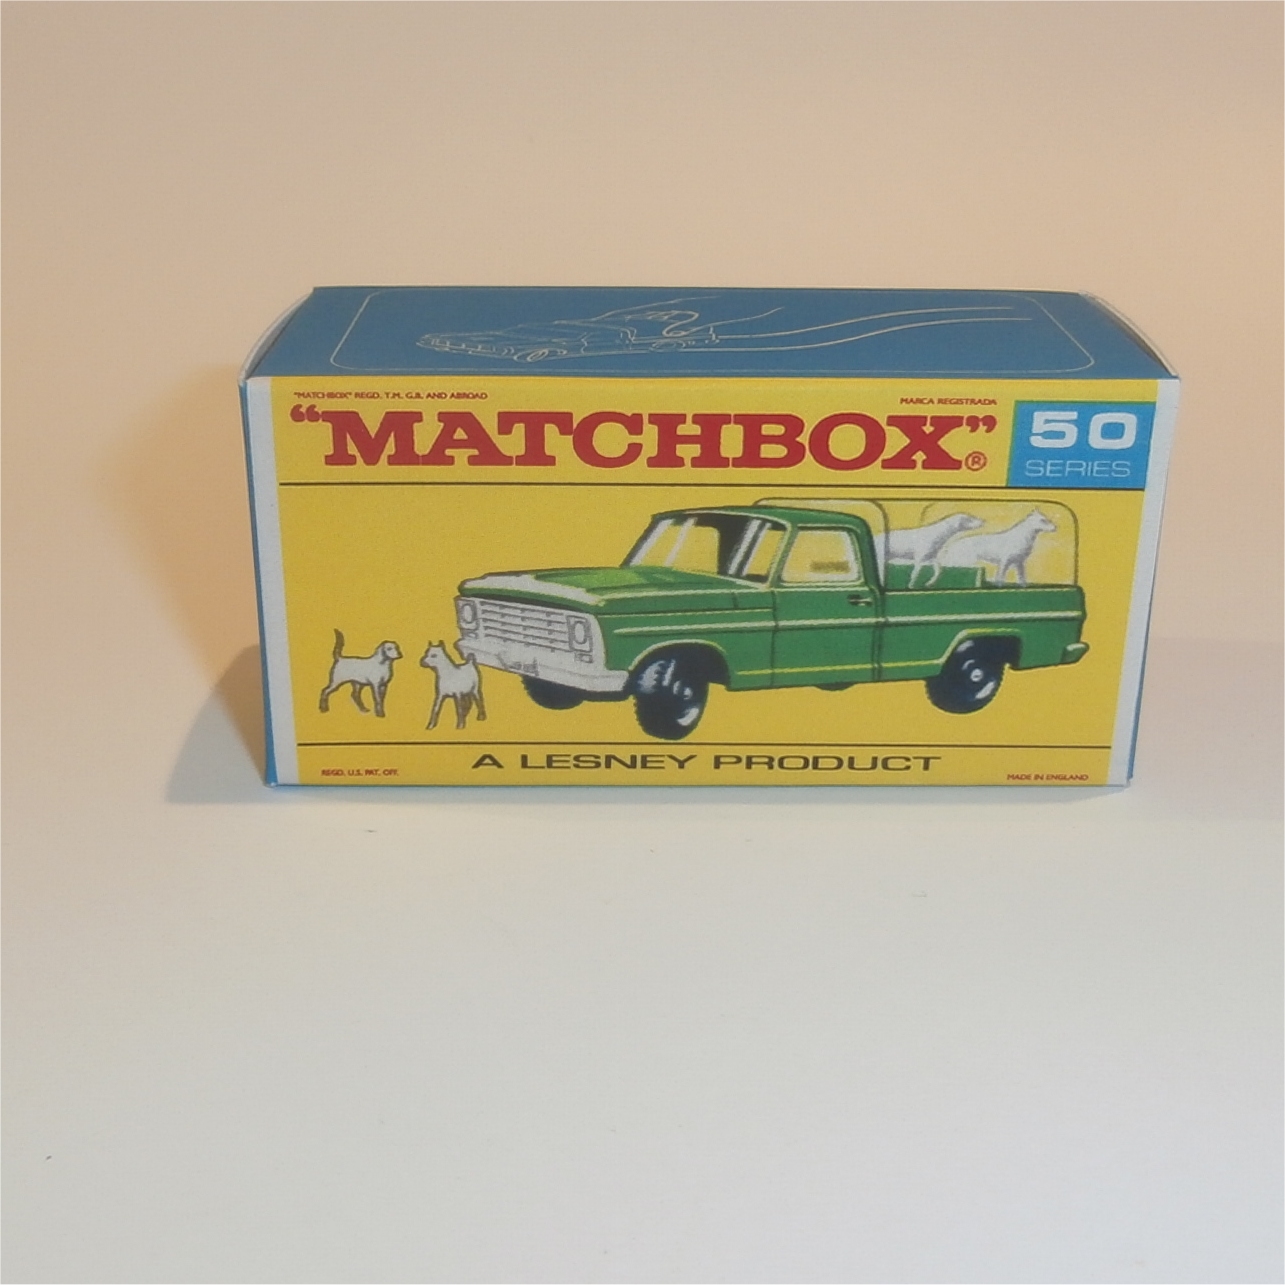 "MATCHBOX" REGD. T.M. G.B. AND ABROAD
MARCA REGISTRADA
“MATCHBOX”®
50
SERIES
A LESNEY PRODUCT
REGD. U.S. PAT. OFF.
MADE IN ENGLAND